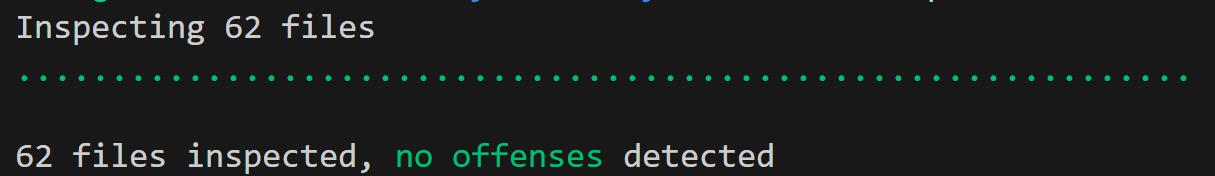 Inspecting 62 files
..............................................................
62 files inspected, no offenses detected